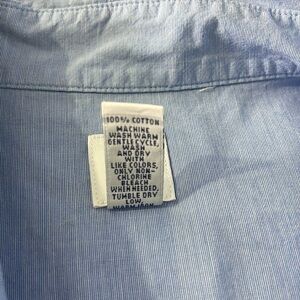 100% COTTON
MACHINE
WASH WARM
GENTLE CYCLE,
WASH
AND DRY
WITH
LIKE COLORS,
ONLY NON-
CHLORINE
BLEACH
WHEN NEEDED,
TUMBLE DRY
LOW,
WARM IRON